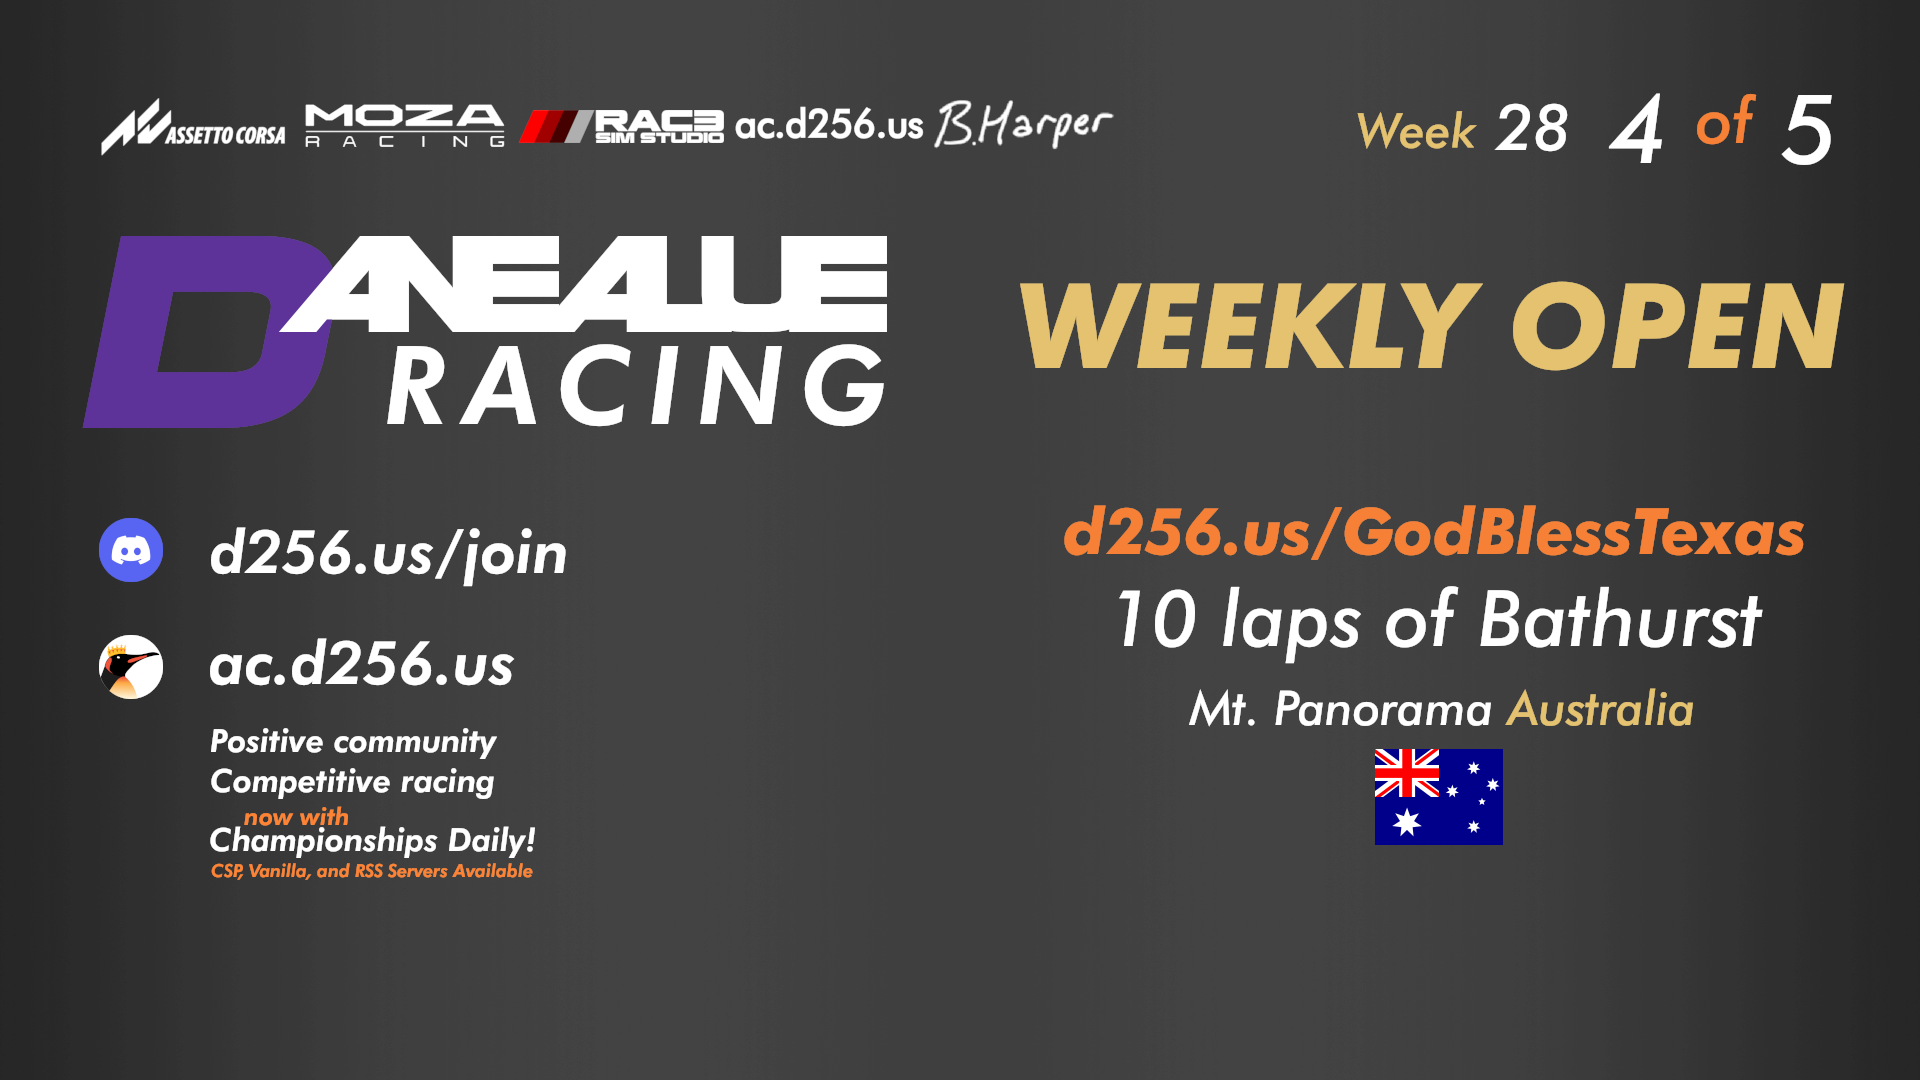 ASSETTO CORSA MOZA RACING RAC3 SIM STUDIO ac.d256.us B.Harper
Week 28 4 of 5
DANEALUE
RACING
WEEKLY OPEN
d256.us/join
ac.d256.us
Positive community
Competitive racing
now with
Championships Daily!
CSP, Vanilla, and RSS Servers Available
d256.us/GodBlessTexas
10 laps of Bathurst
Mt. Panorama Australia